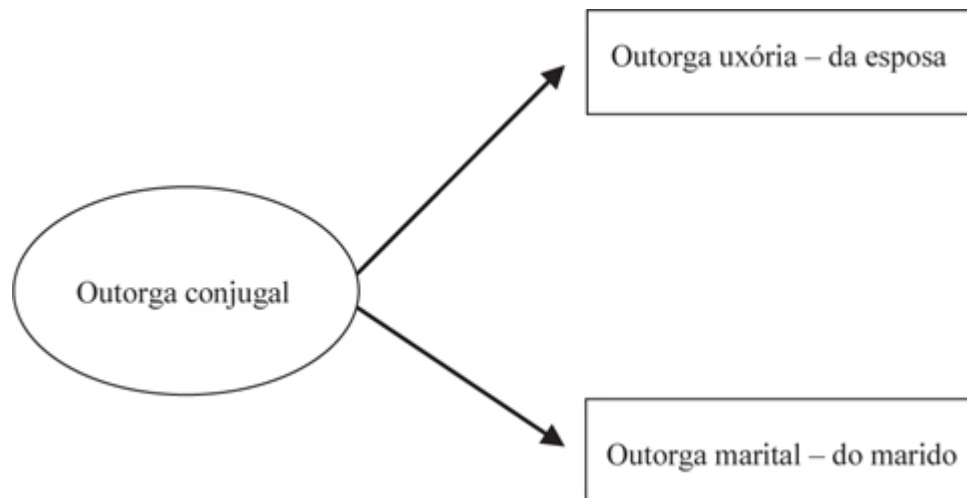 Outorga uxória – da esposa
Outorga conjugal
Outorga marital – do marido